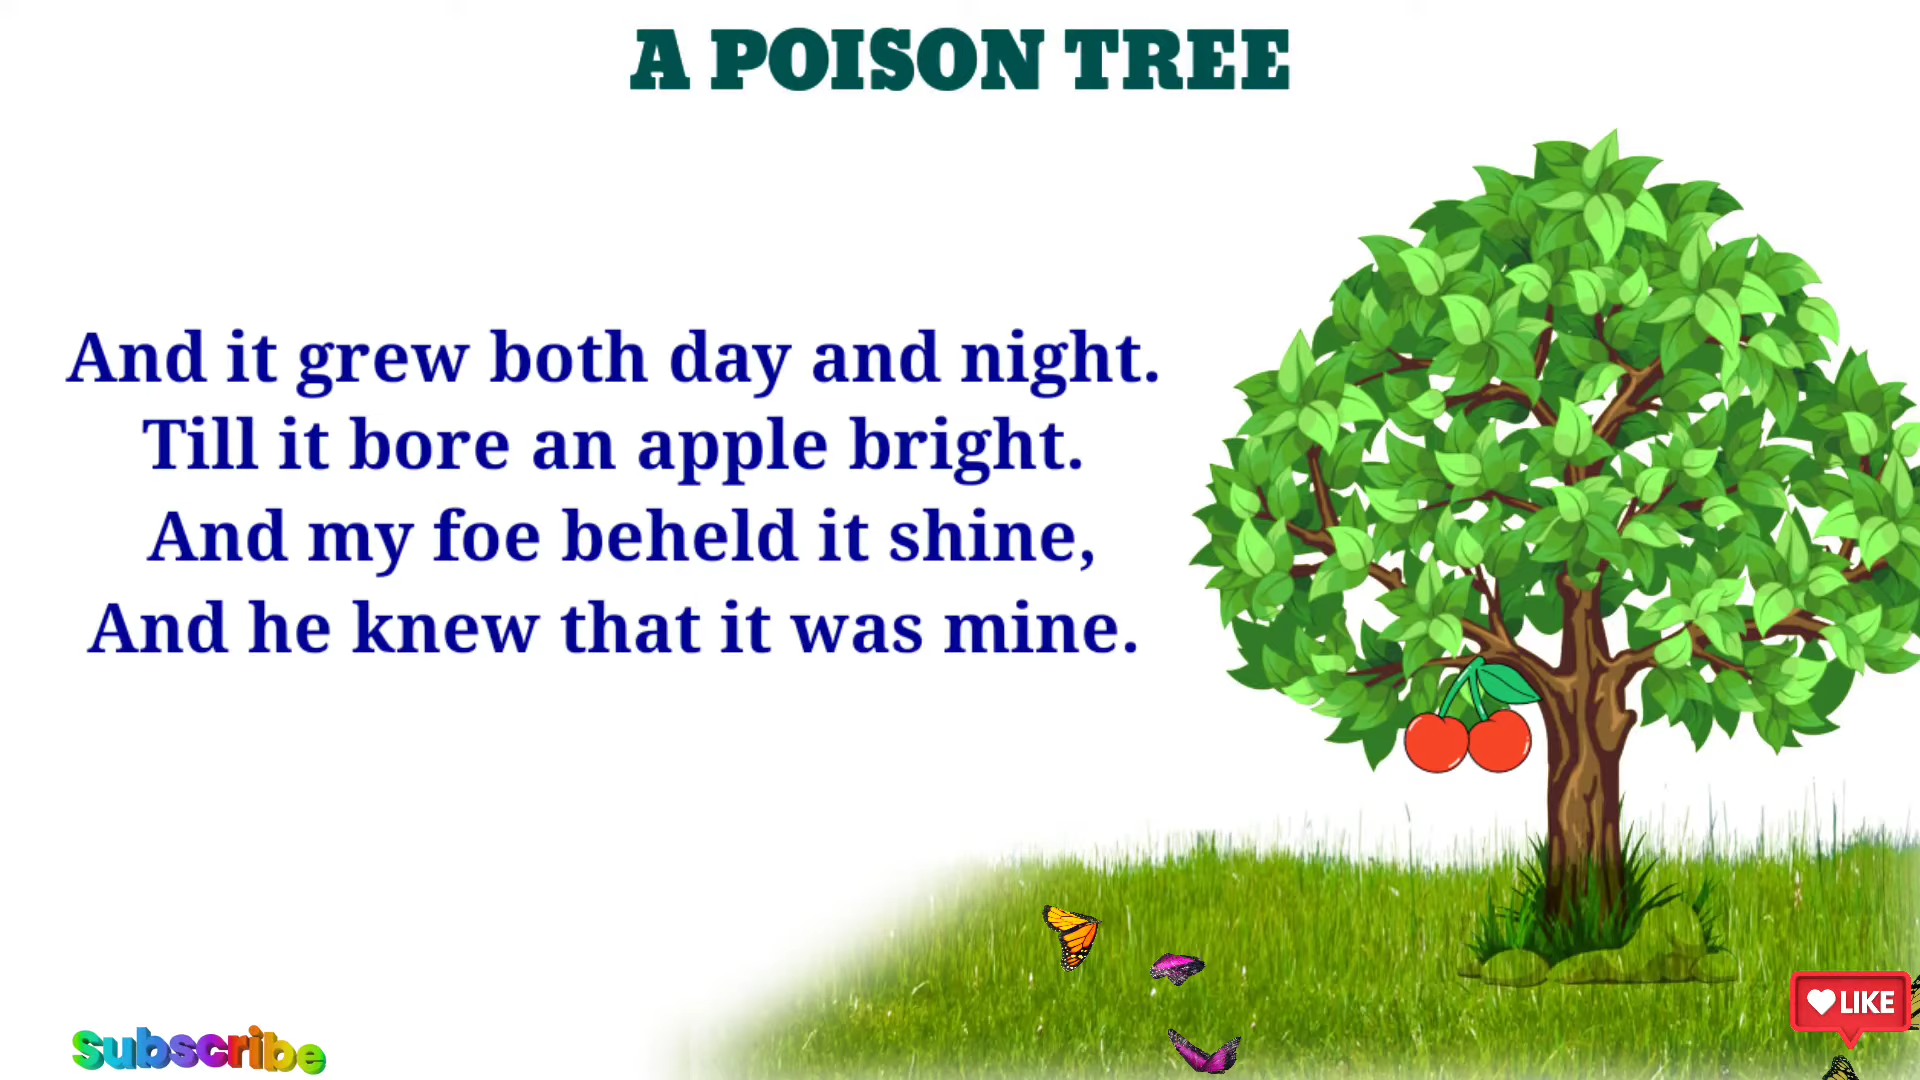 A POISON TREE
And it grew both day and night.
Till it bore an apple bright.
And my foe beheld it shine,
And he knew that it was mine.
Subscribe
LIKE